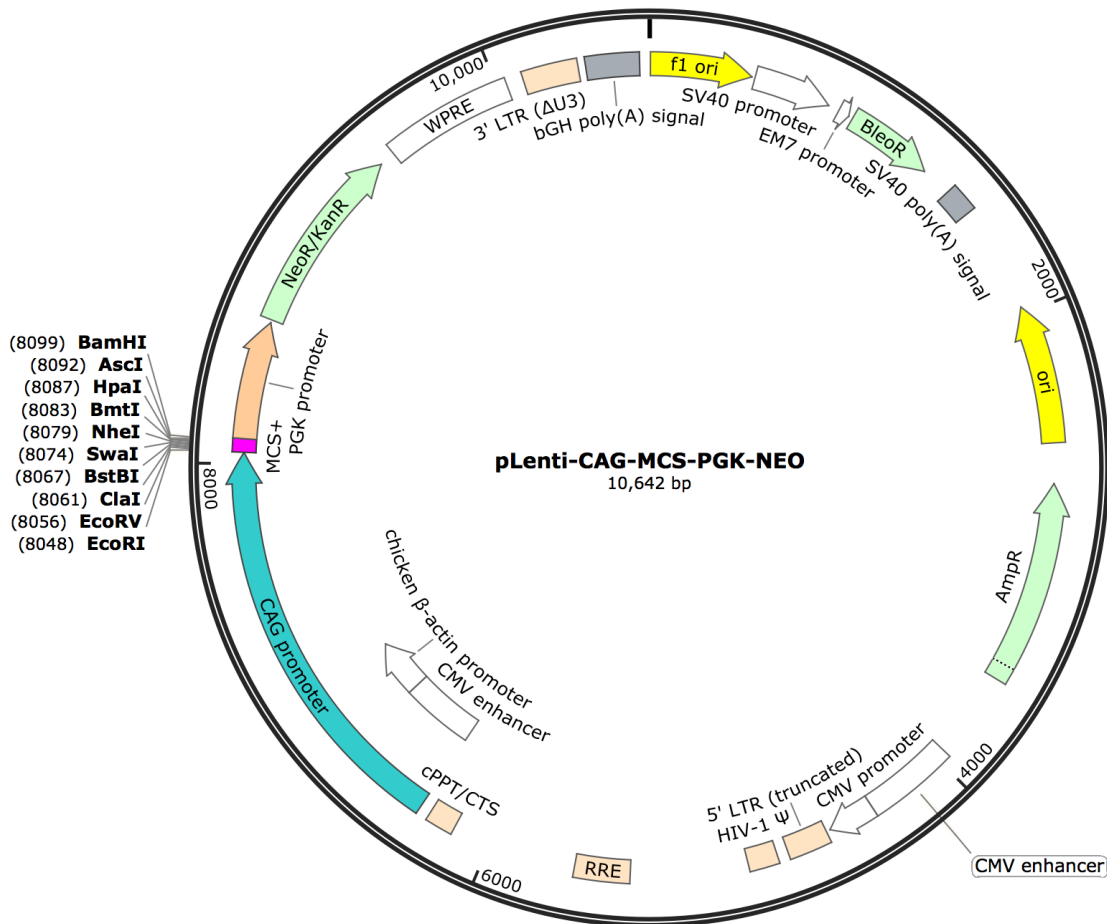 10,000
f1 ori
SV40 promoter
EM7 promoter
BleoR
SV40 poly(A) signal
2000
ori
AmpR
4000
CMV enhancer
CMV promoter
5' LTR (truncated)
HIV-1 Ψ
RRE
6000
cPPT/CTS
CAG promoter
chicken β-actin promoter
CMV enhancer
8000
MCS+
PGK promoter
NeoR/KanR
WPRE
3' LTR (ΔU3)
bGH poly(A) signal
(8099) BamHI
(8092) AscI
(8087) HpaI
(8083) BmtI
(8079) NheI
(8074) SwaI
(8067) BstBI
(8061) ClaI
(8056) EcoRV
(8048) EcoRI
pLenti-CAG-MCS-PGK-NEO
10,642 bp